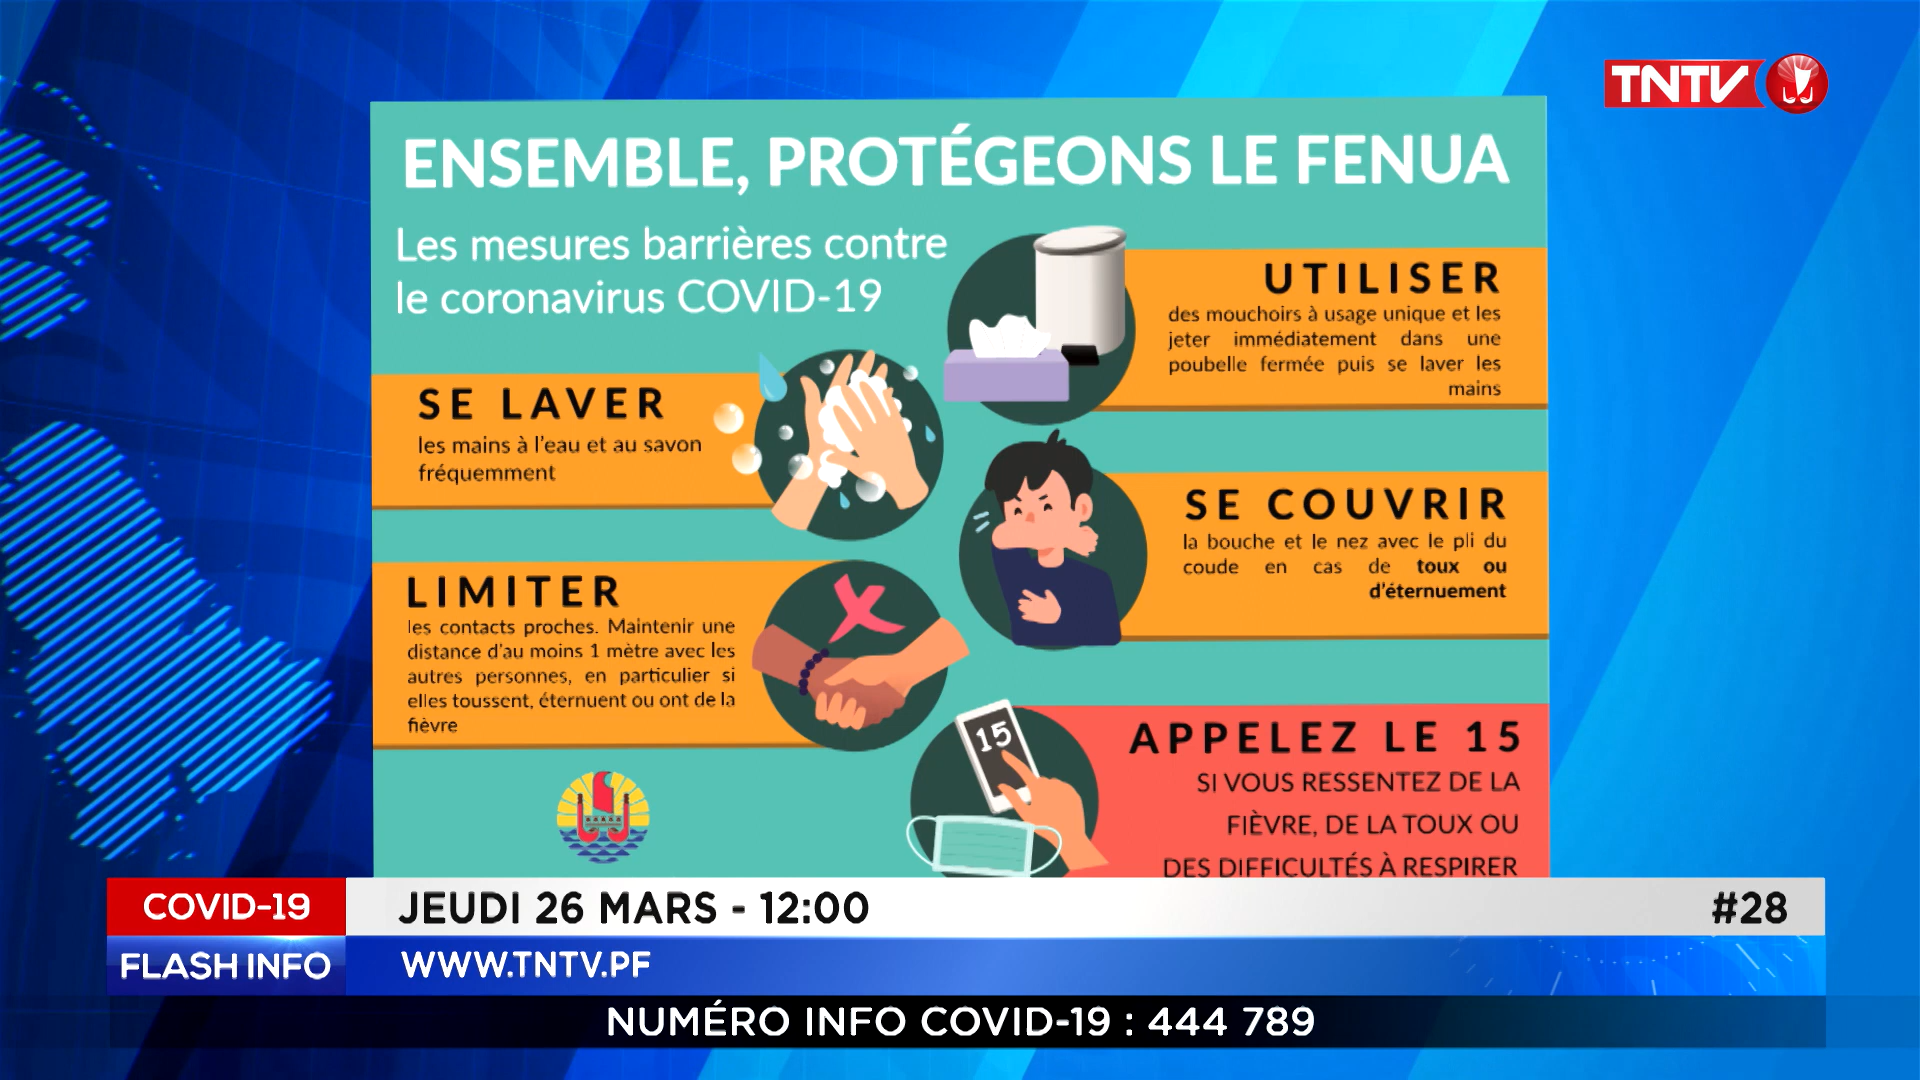 TNTV
ENSEMBLE, PROTÉGEONS LE FENUA
Les mesures barrières contre
le coronavirus COVID-19
UTILISER
des mouchoirs à usage unique et les
jeter immédiatement dans une
poubelle fermée puis se laver les
mains
SE LAVER
les mains à l'eau et au savon
fréquemment
SE COUVRIR
la bouche et le nez avec le pli du
coude en cas de toux ou
d'éternuement
LIMITER
les contacts proches. Maintenir une
distance d'au moins 1 mètre avec les
autres personnes, en particulier si
elles toussent, éternuent ou ont de la
fièvre
15
APPELEZ LE 15
SI VOUS RESSENTEZ DE LA
FIÈVRE, DE LA TOUX OU
DES DIFFICULTÉS À RESPIRER
COVID-19
JEUDI 26 MARS - 12:00
#28
FLASH INFO
WWW.TNTV.PF
NUMÉRO INFO COVID-19 : 444 789